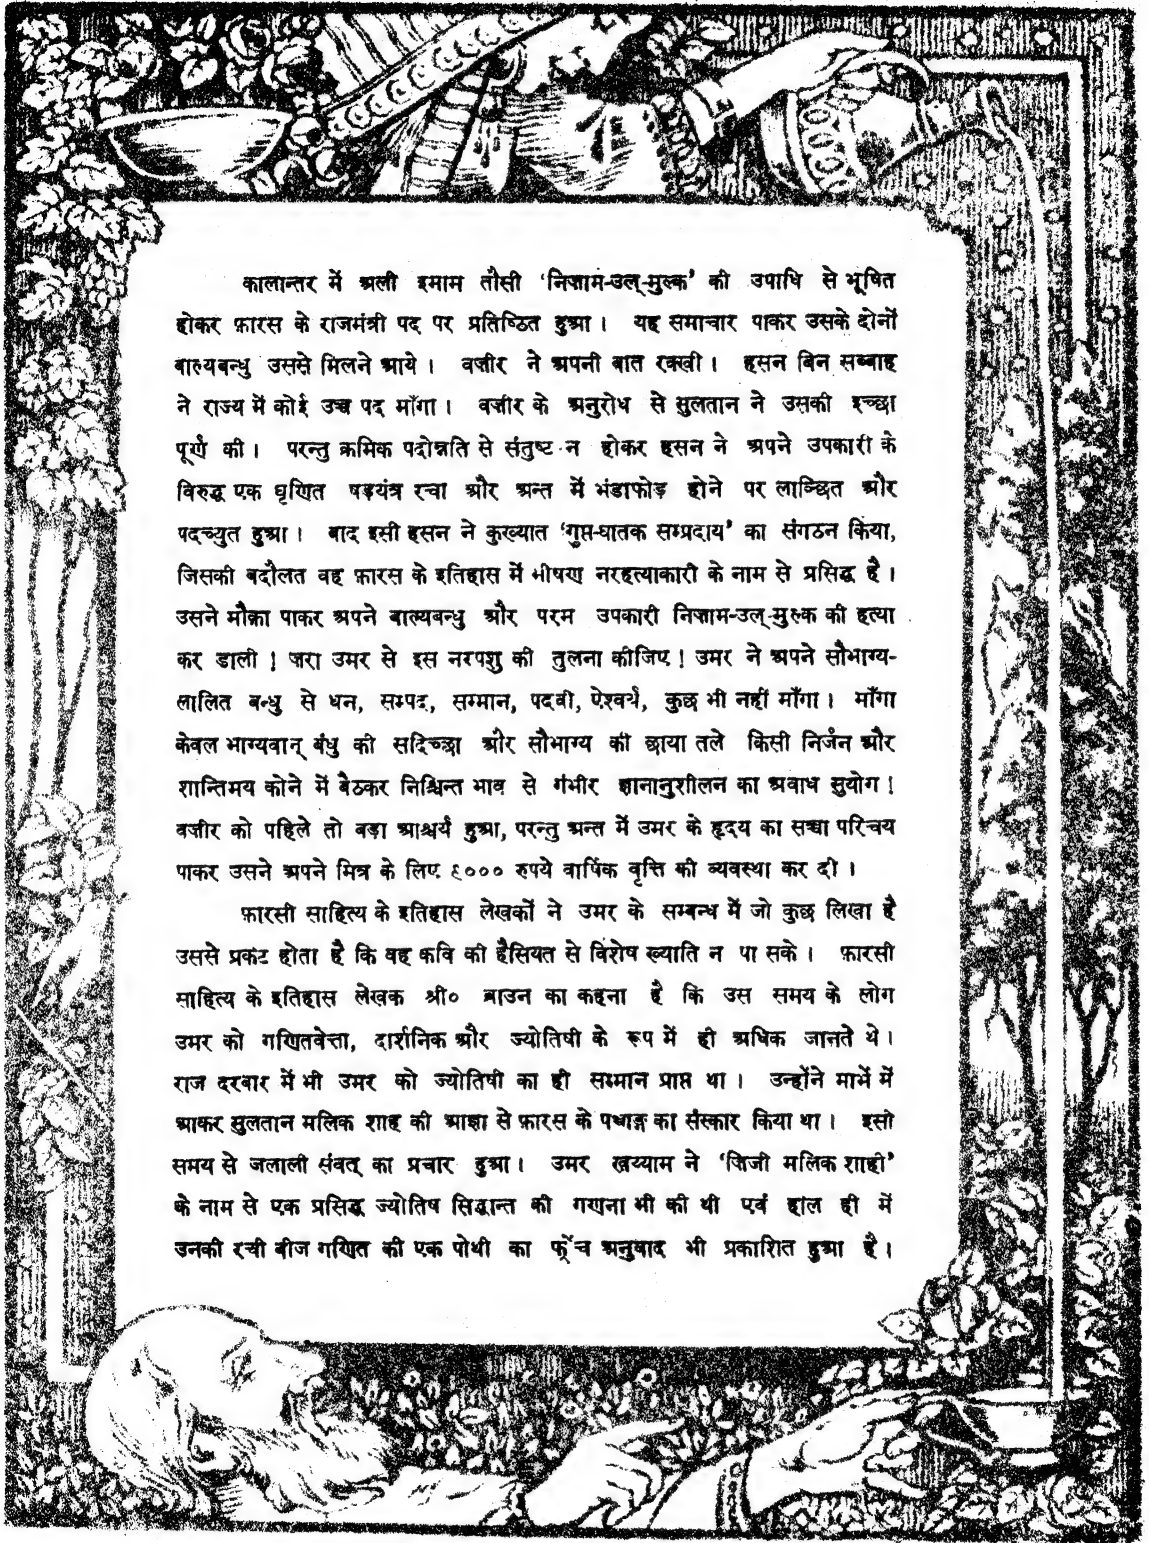 कालान्तर में अली इमाम तौसी ‘निज़ाम-उल्-मुल्क’ की उपाधि से भूषित
होकर फ़ारस के राजमंत्री पद पर प्रतिष्ठित हुआ। यह समाचार पाकर उसके दोनों
बाल्यबन्धु उससे मिलने आये। वज़ीर ने अपनी बात रक्खी। हसन बिन सब्बाह
ने राज्य में कोई उच्च पद माँगा। वज़ीर के अनुरोध से सुलतान ने उसकी इच्छा
पूर्ण की। परन्तु क्रमिक पदोन्नति से संतुष्ट न होकर हसन ने अपने उपकारी के
विरुद्ध एक घृणित षड़यंत्र रचा और अन्त में भंडाफोड़ होने पर लाञ्छित और
पदच्युत हुआ। बाद इसी हसन ने कुख्यात ‘गुप्त-घातक सम्प्रदाय’ का संगठन किया,
जिसकी बदौलत वह फ़ारस के इतिहास में भीषण नरहत्याकारी के नाम से प्रसिद्ध है।
उसने मौक़ा पाकर अपने बाल्यबन्धु और परम उपकारी निज़ाम-उल्-मुल्क की हत्या
कर डाली! ज़रा उमर से इस नरपशु की तुलना कीजिए! उमर ने अपने सौभाग्य-
लालित बन्धु से धन, सम्पद, सम्मान, पदवी, ऐश्वर्य, कुछ भी नहीं माँगा। माँगा
केवल भाग्यवान् बंधु की सदिच्छा और सौभाग्य की छाया तले किसी निर्जन और
शान्तिमय कोने में बैठकर निश्चिन्त भाव से गंभीर ज्ञानानुशीलन का अबाध सुयोग!
वज़ीर को पहिले तो बड़ा आश्चर्य हुआ, परन्तु अन्त में उमर के हृदय का सच्चा परिचय
पाकर उसने अपने मित्र के लिए ६००० रुपये वार्षिक वृत्ति की व्यवस्था कर दी।
फ़ारसी साहित्य के इतिहास लेखकों ने उमर के सम्बन्ध में जो कुछ लिखा है
उससे प्रकट होता है कि वह कवि की हैसियत से विशेष ख्याति न पा सके। फ़ारसी
साहित्य के इतिहास लेखक श्री० ब्राउन का कहना है कि उस समय के लोग
उमर को गणितवेत्ता, दार्शनिक और ज्योतिषी के रूप में ही अधिक जानते थे।
राज दरबार में भी उमर को ज्योतिषी का ही सम्मान प्राप्त था। उन्होंने मार्भ में
आकर सुलतान मलिक शाह की आज्ञा से फ़ारस के पञ्चाङ्ग का संस्कार किया था। इसी
समय से जलाली संवत् का प्रचार हुआ। उमर ख़य्याम ने ‘ज़िजी मलिक शाही’
के नाम से एक प्रसिद्ध ज्योतिष सिद्धान्त की गणना भी की थी एवं हाल ही में
उनकी रची बीज गणित की एक पोथी का फ्रेंच अनुवाद भी प्रकाशित हुआ है।